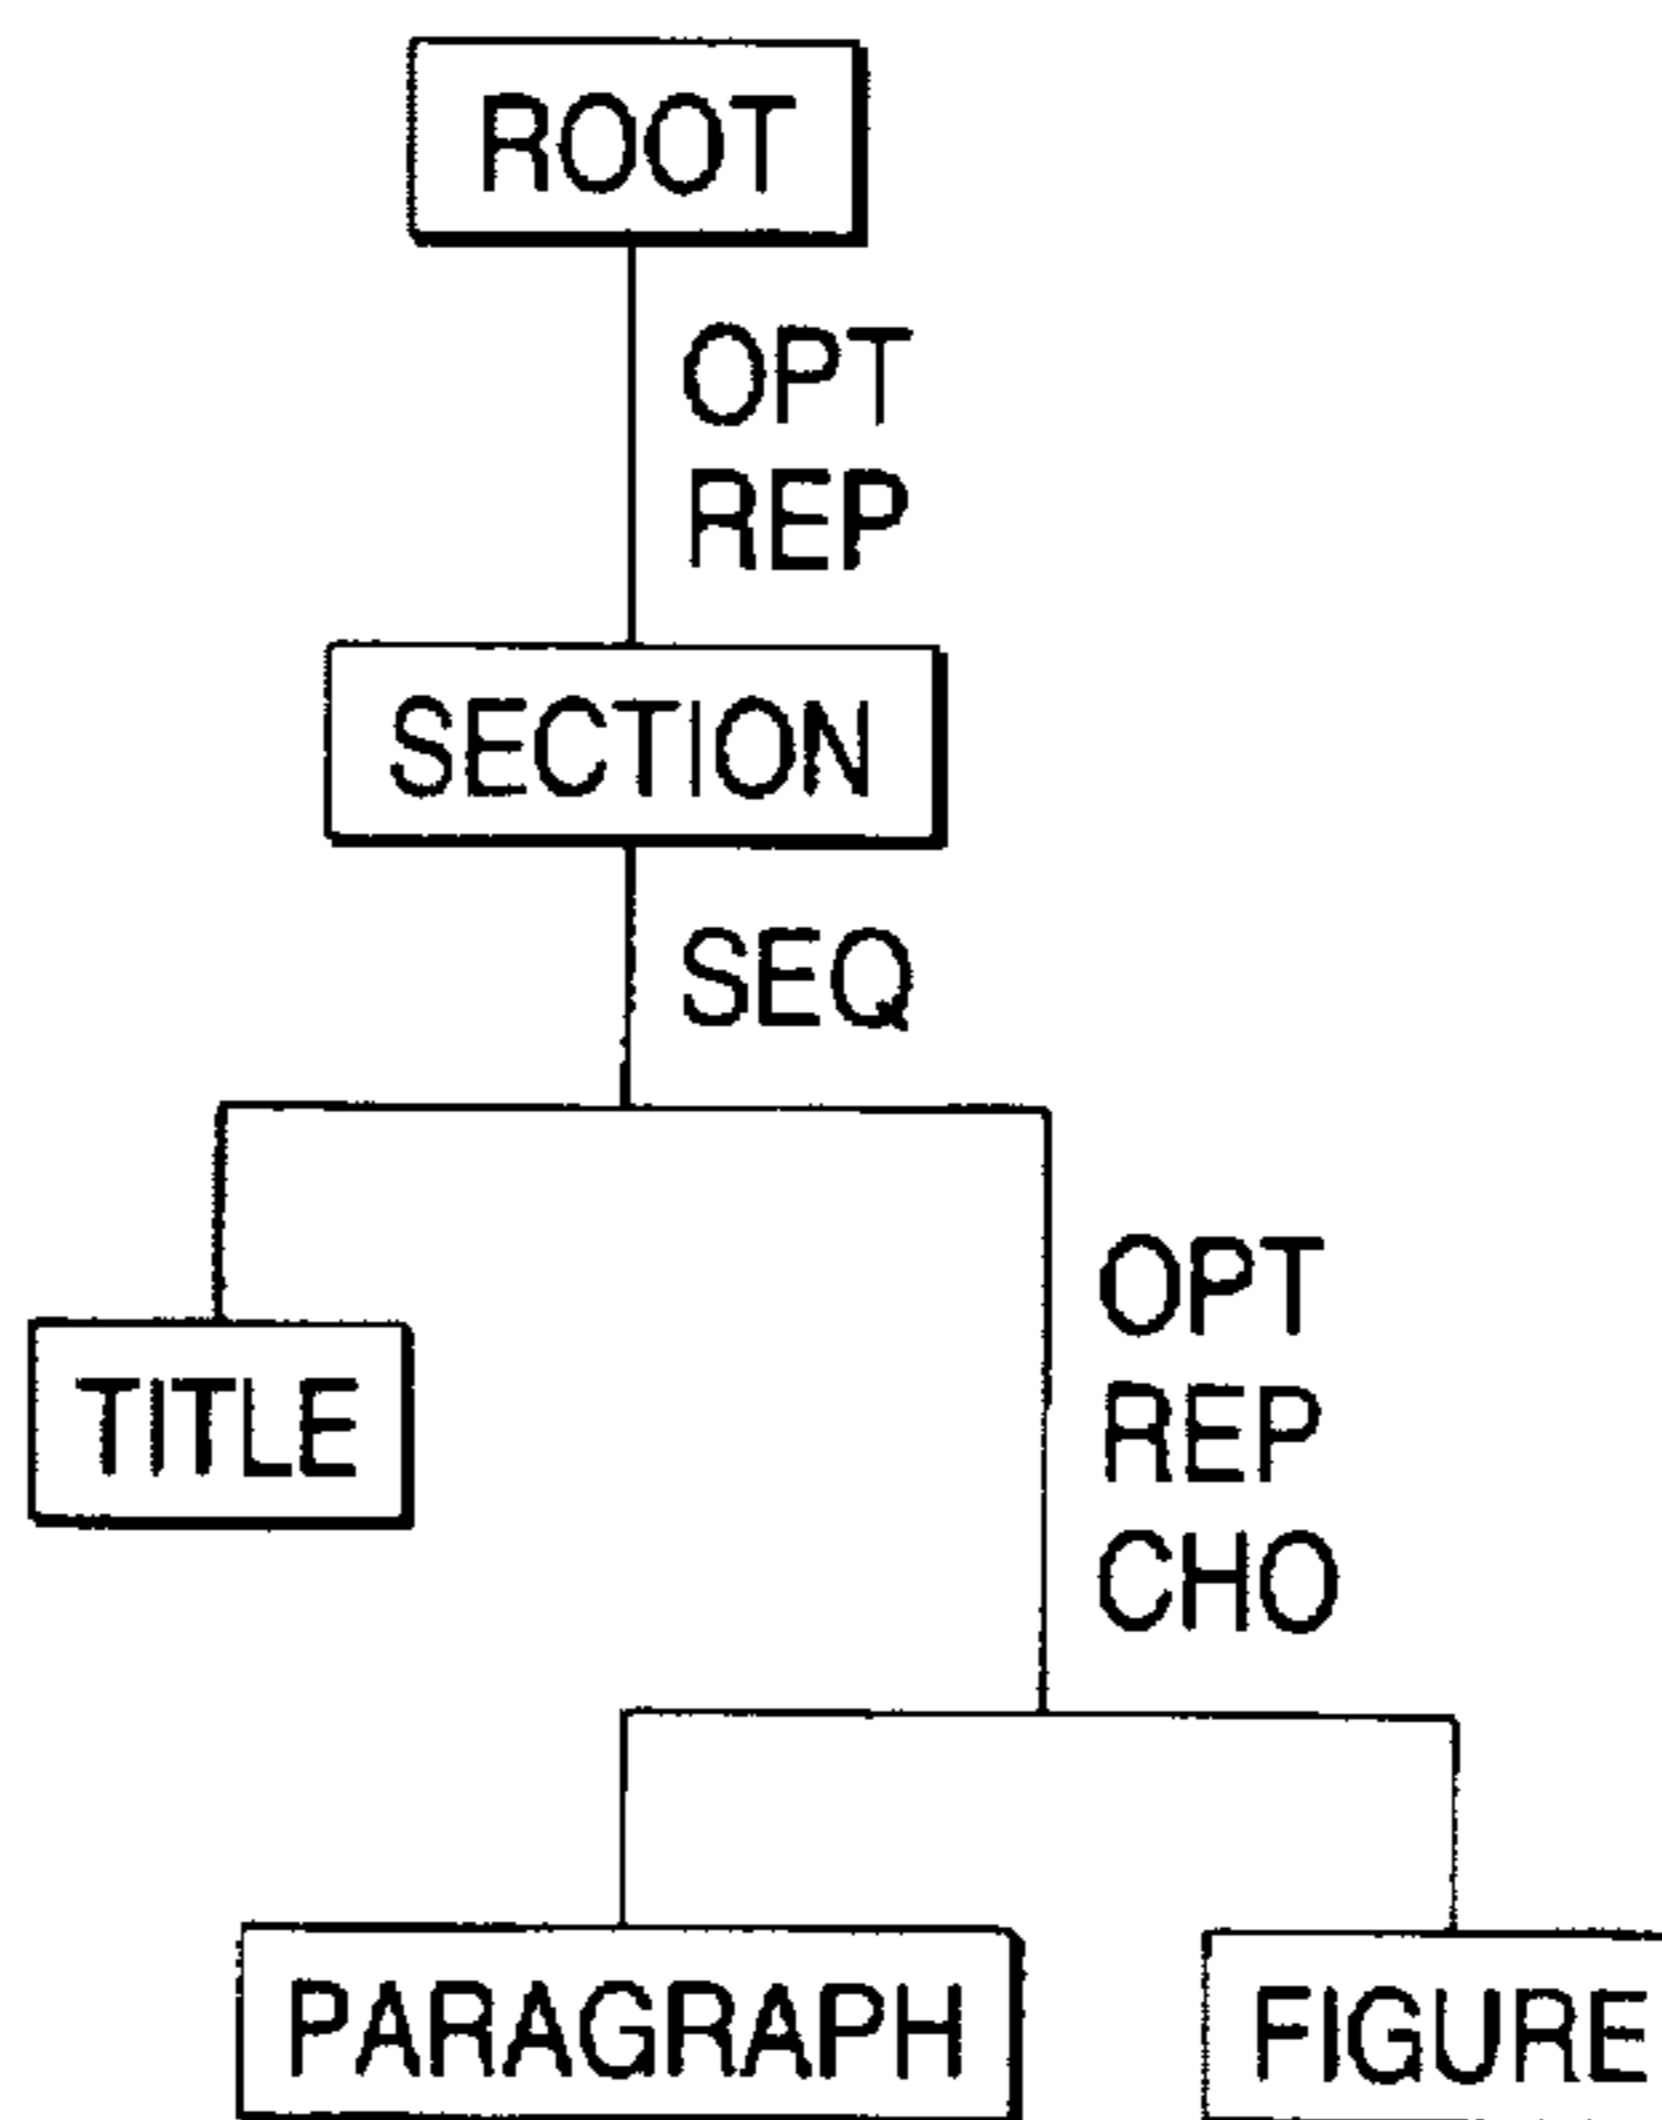 ROOT
OPT
REP
SECTION
SEQ
OPT
REP
CHO
TITLE
PARAGRAPH
FIGURE